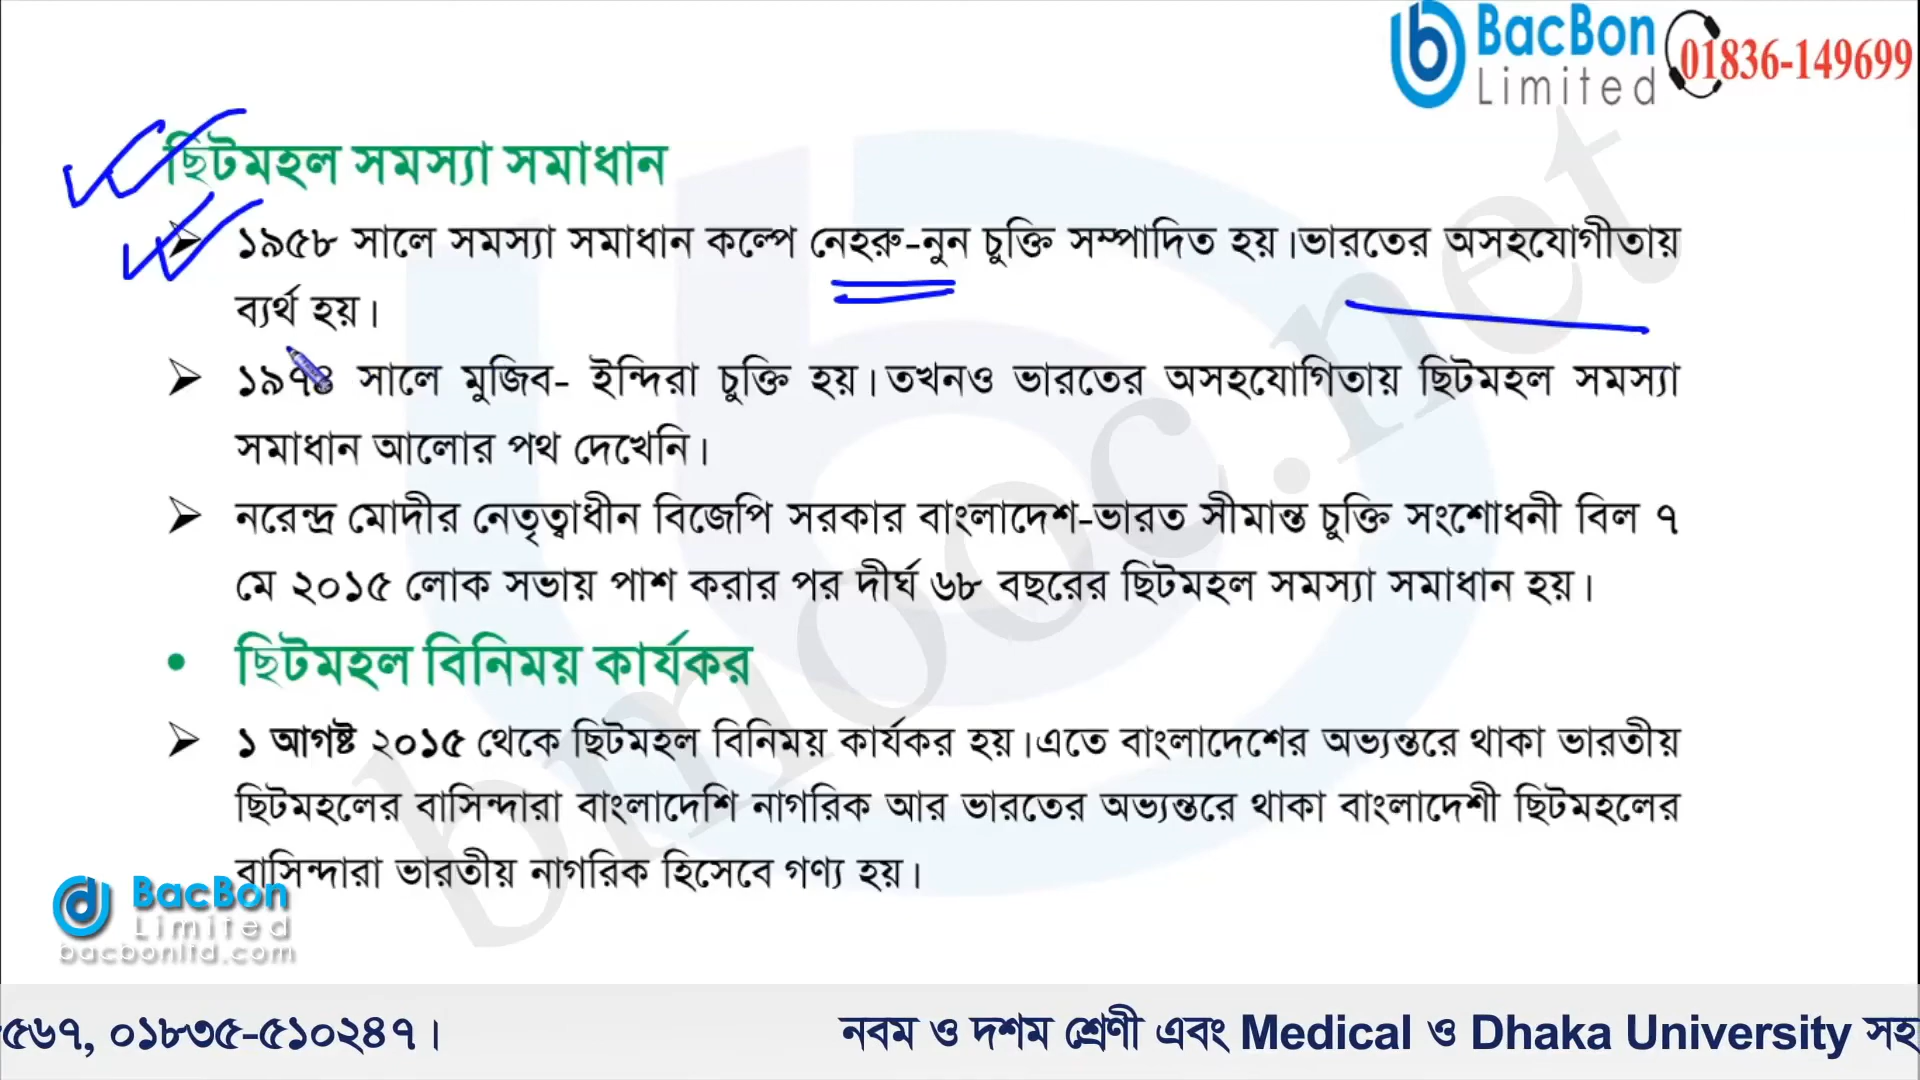 BacBon
Limited
01836-149699
ছিটমহল সমস্যা সমাধান
১৯৫৮ সালে সমস্যা সমাধান কল্পে নেহরু-নুন চুক্তি সম্পাদিত হয়। ভারতের অসহযোগীতায়
ব্যর্থ হয়।
১৯৭৪ সালে মুজিব- ইন্দিরা চুক্তি হয়। তখনও ভারতের অসহযোগিতায় ছিটমহল সমস্যা
সমাধান আলোর পথ দেখেনি।
নরেন্দ্র মোদীর নেতৃত্বাধীন বিজেপি সরকার বাংলাদেশ-ভারত সীমান্ত চুক্তি সংশোধনী বিল ৭
মে ২০১৫ লোক সভায় পাশ করার পর দীর্ঘ ৬৮ বছরের ছিটমহল সমস্যা সমাধান হয়।
• ছিটমহল বিনিময় কার্যকর
১ আগষ্ট ২০১৫ থেকে ছিটমহল বিনিময় কার্যকর হয়। এতে বাংলাদেশের অভ্যন্তরে থাকা ভারতীয়
ছিটমহলের বাসিন্দারা বাংলাদেশি নাগরিক আর ভারতের অভ্যন্তরে থাকা বাংলাদেশী ছিটমহলের
বাসিন্দারা ভারতীয় নাগরিক হিসেবে গণ্য হয়।
bmooc.net
BacBon
Limited
bacbonltd.com
৫৬৭, ০১৮৩৫-৫১০২৪৭। নবম ও দশম শ্রেণী এবং Medical ও Dhaka University সহ